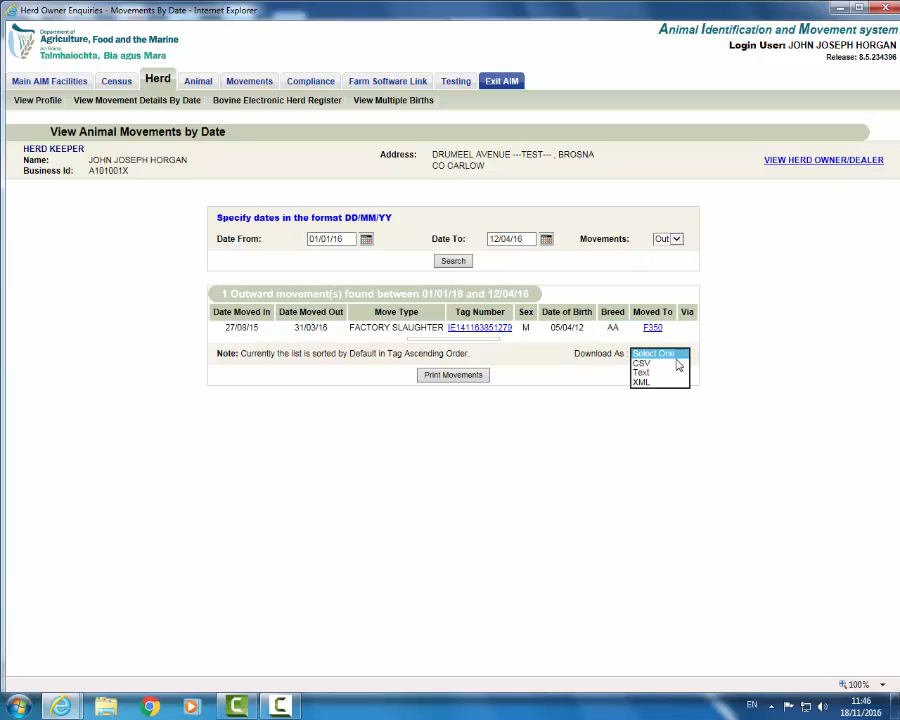 Herd Owner Enquiries - Movements By Date - Internet Explorer
Department of
Agriculture, Food and the Marine
An Roinn
Talmhaíochta, Bia agus Mara
Animal Identification and Movement system
Login User: JOHN JOSEPH HORGAN
Release: 8.5.234396
Main AIM Facilities Census Herd Animal Movements Compliance Farm Software Link Testing Exit AIM
View Profile View Movement Details By Date Bovine Electronic Herd Register View Multiple Births
View Animal Movements by Date
HERD KEEPER
Name: JOHN JOSEPH HORGAN
Business Id: A101001X
Address: DRUMEEL AVENUE ---TEST--- , BROSNA
CO CARLOW
VIEW HERD OWNER/DEALER
Specify dates in the format DD/MM/YY
Date From: 01/01/16 Date To: 12/04/16 Movements: Out
Search
1 Outward movement(s) found between 01/01/16 and 12/04/16
Date Moved In Date Moved Out Move Type Tag Number Sex Date of Birth Breed Moved To Via
27/08/15 31/03/16 FACTORY SLAUGHTER IE141163851279 M 05/04/12 AA F350
Note: Currently the list is sorted by Default in Tag Ascending Order. Download As : Select One
CSV
Text
XML
Print Movements
100%
EN 11:46
18/11/2016